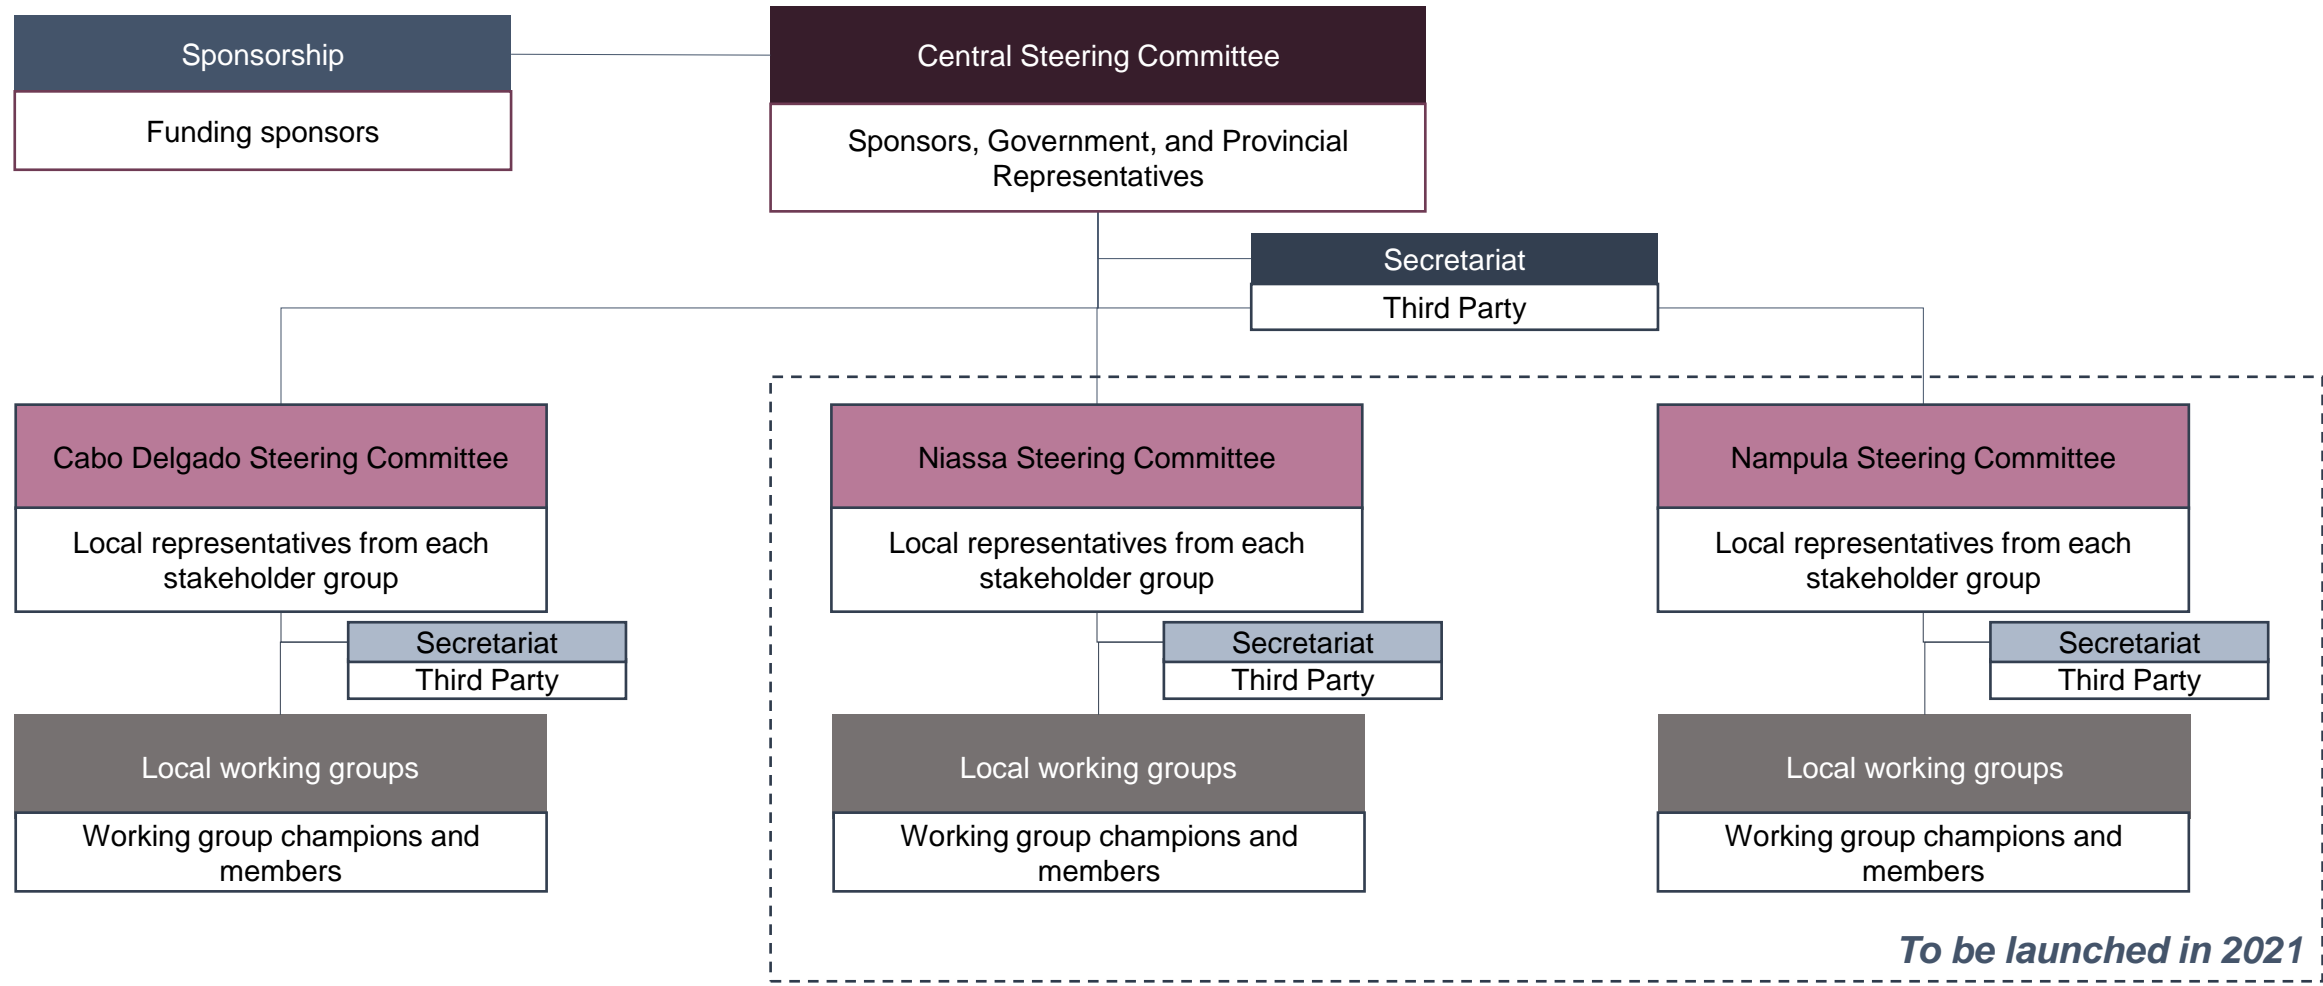 Sponsorship
Funding sponsors
Central Steering Committee
Sponsors, Government, and Provincial
Representatives
Secretariat
Third Party
Cabo Delgado Steering Committee
Local representatives from each
stakeholder group
Secretariat
Third Party
Local working groups
Working group champions and
members
Niassa Steering Committee
Local representatives from each
stakeholder group
Secretariat
Third Party
Local working groups
Working group champions and
members
Nampula Steering Committee
Local representatives from each
stakeholder group
Secretariat
Third Party
Local working groups
Working group champions and
members
To be launched in 2021